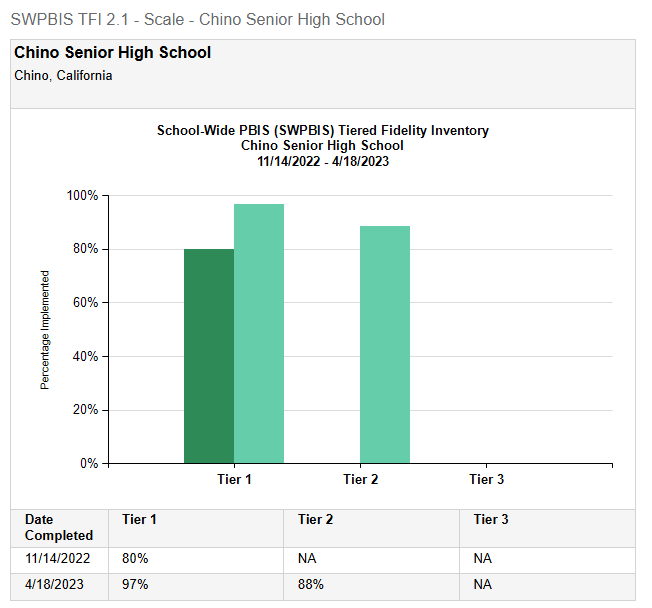 SWPBIS TFI 2.1 - Scale - Chino Senior High School
Chino Senior High School
Chino, California
School-Wide PBIS (SWPBIS) Tiered Fidelity Inventory
Chino Senior High School
11/14/2022 - 4/18/2023
Percentage Implemented
100%
80%
60%
40%
20%
0%
Tier 1 Tier 2 Tier 3
Date Completed Tier 1 Tier 2 Tier 3
11/14/2022 80% NA NA
4/18/2023 97% 88% NA